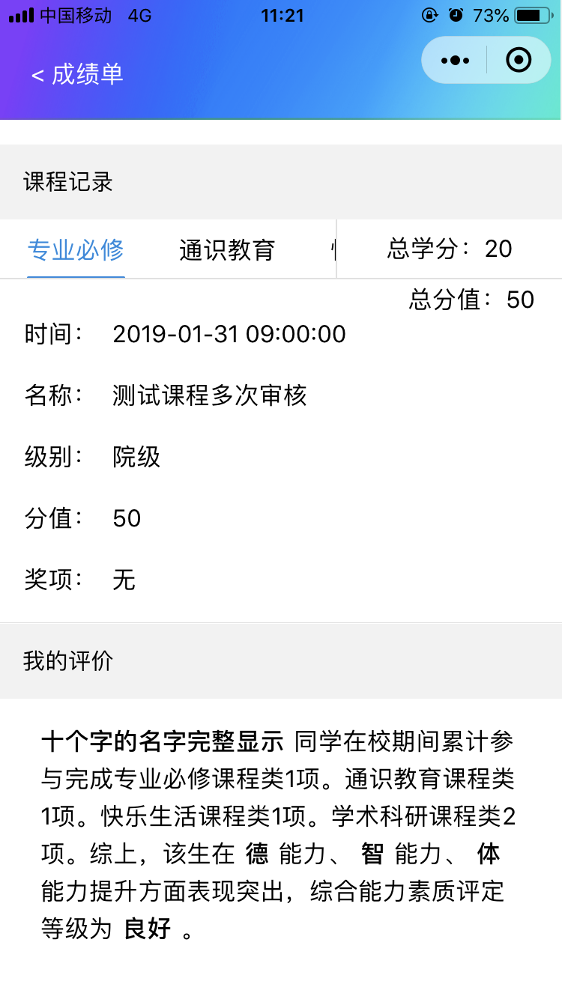 中国移动 4G 11:21 73%
< 成绩单
课程记录
专业必修 通识教育 总学分：20
总分值：50
时间： 2019-01-31 09:00:00
名称： 测试课程多次审核
级别： 院级
分值： 50
奖项： 无
我的评价
十个字的名字完整显示 同学在校期间累计参
与完成专业必修课程类1项。通识教育课程类
1项。快乐生活课程类1项。学术科研课程类2
项。综上，该生在 德 能力、 智 能力、 体
能力提升方面表现突出，综合能力素质评定
等级为 良好 。